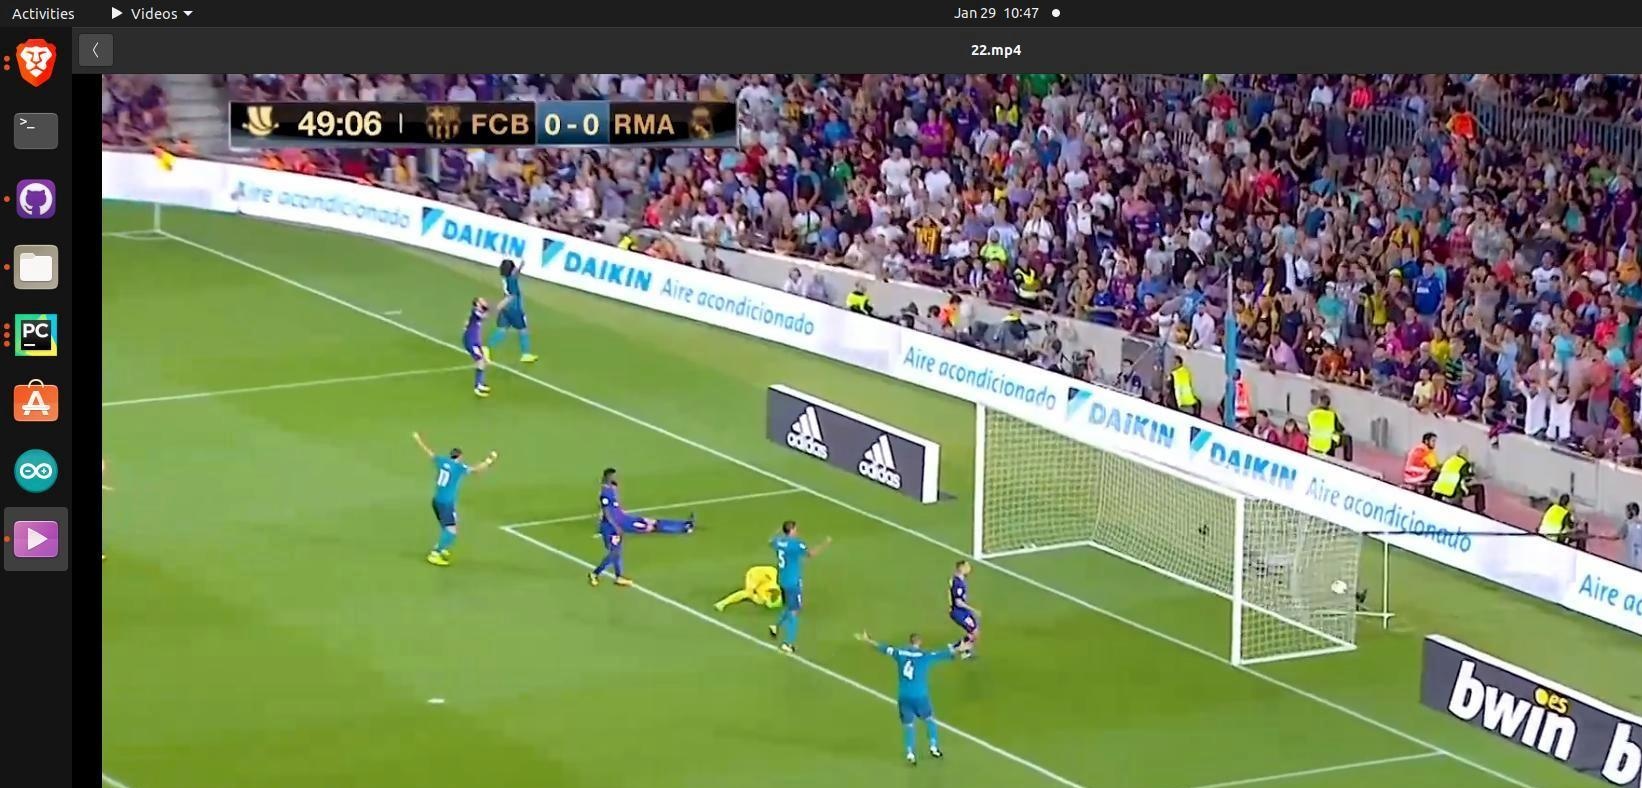 Activities
Videos
Jan 29 10:47
22.mp4
49:06 | FCB 0-0 RMA
Aire acondicionado DAIKIN DAIKIN Aire acondicionado
Aire acondicionado DAIKIN DAIKIN Aire acondicionado
Aire
adidas adidas
11
5
4
bwin es b
>_
PC